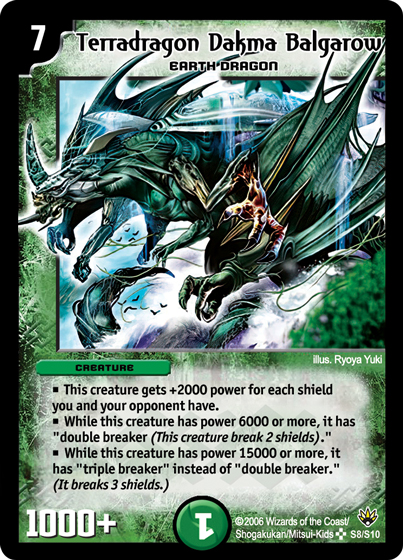 7
Terradragon Dakma Balgarow
EARTH DRAGON
illus. Ryoya Yuki
CREATURE
▪ This creature gets +2000 power for each shield
you and your opponent have.
▪ While this creature has power 6000 or more, it has
"double breaker (This creature break 2 shields)."
▪ While this creature has power 15000 or more, it
has "triple breaker" instead of "double breaker."
(It breaks 3 shields.)
1000+
1
©2006 Wizards of the Coast/
Shogakukan/Mitsui-Kids S8/S10